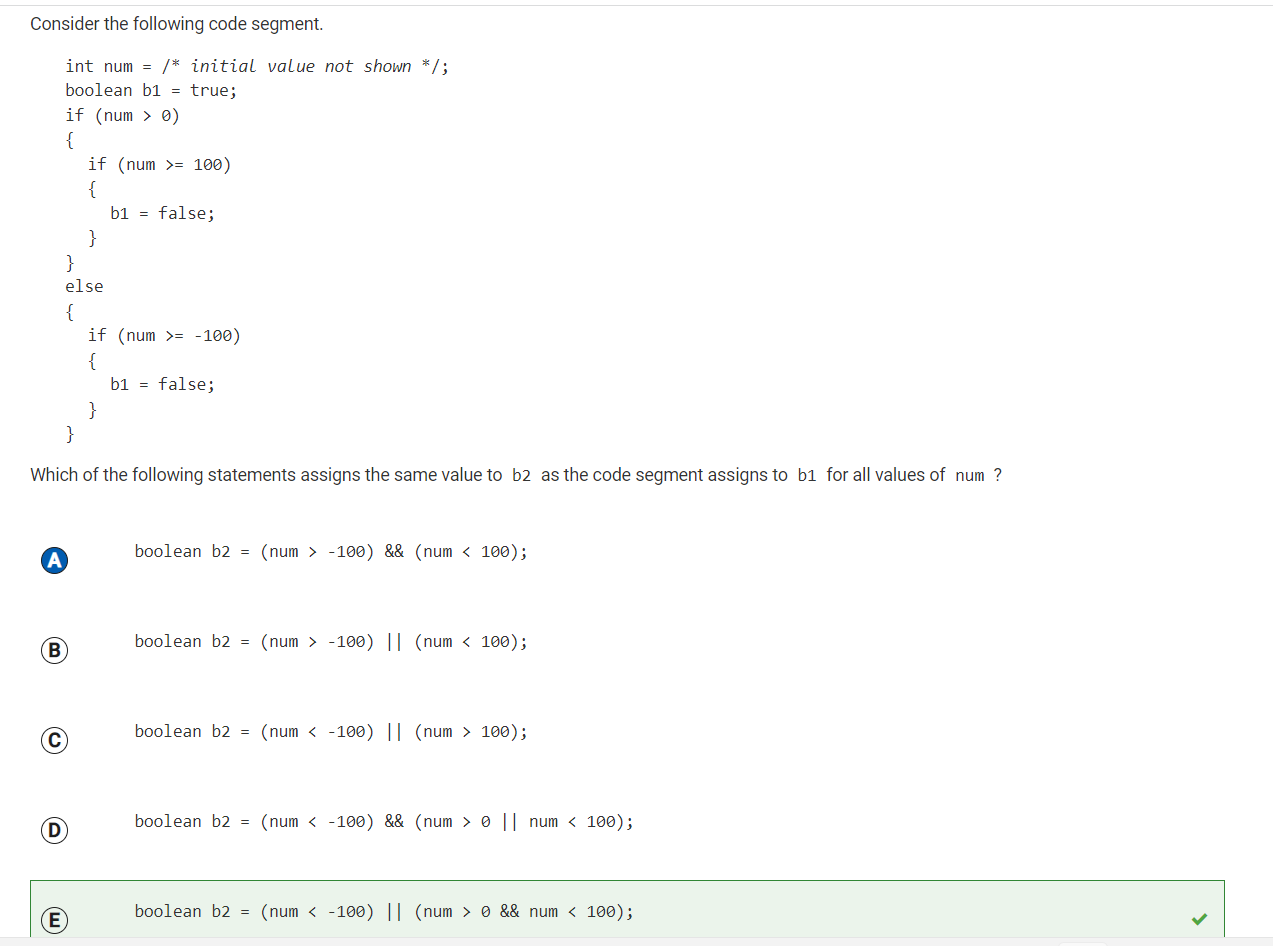 Consider the following code segment.
int num = /* initial value not shown */;
boolean b1 = true;
if (num > 0)
{
if (num >= 100)
{
b1 = false;
}
}
else
{
if (num >= -100)
{
b1 = false;
}
}
Which of the following statements assigns the same value to b2 as the code segment assigns to b1 for all values of num ?
A boolean b2 = (num > -100) && (num < 100);
B boolean b2 = (num > -100) || (num < 100);
C boolean b2 = (num < -100) || (num > 100);
D boolean b2 = (num < -100) && (num > 0 || num < 100);
E boolean b2 = (num < -100) || (num > 0 && num < 100);